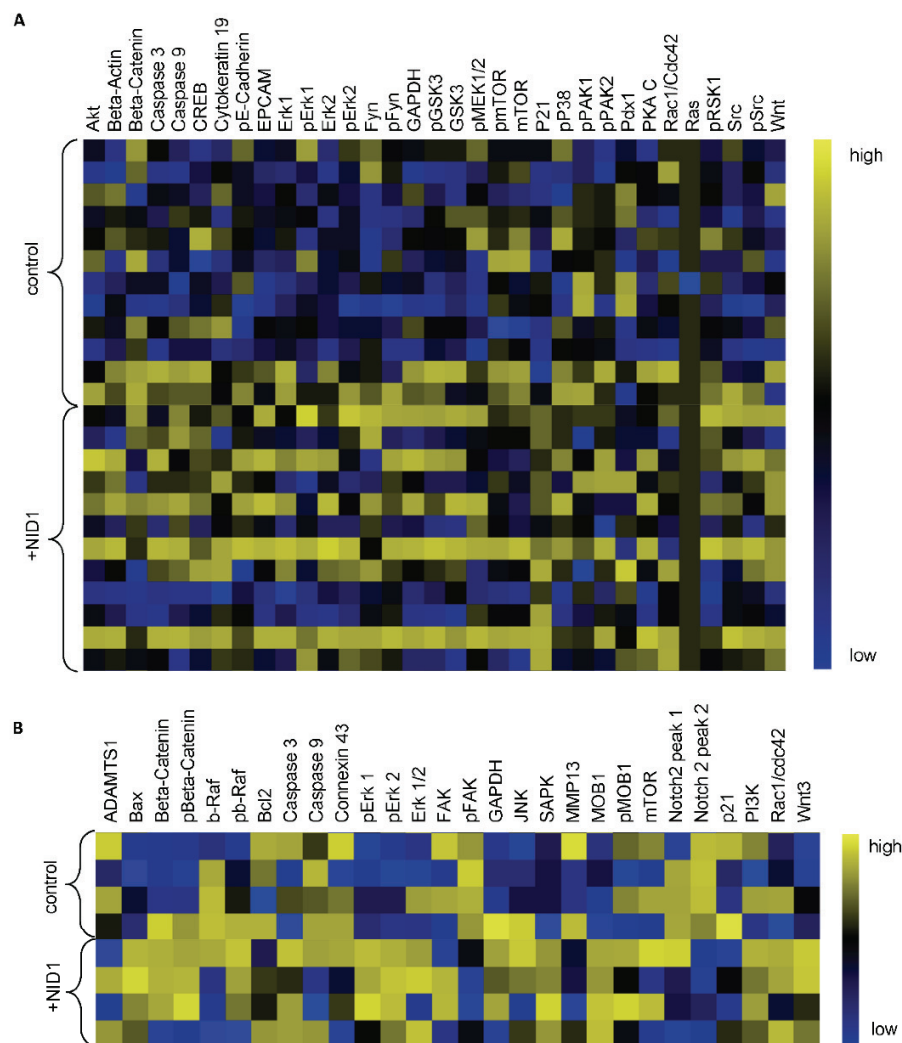 A
Akt
Beta-Actin
Beta-Catenin
Caspase 3
Caspase 9
CREB
Cytokeratin 19
pE-Cadherin
EPCAM
Erk1
pErk1
Erk2
pErk2
Fyn
pFyn
GAPDH
pGSK3
GSK3
pMEK1/2
pmTOR
mTOR
P21
pP38
pPAK1
pPAK2
Pdx1
PKA C
Rac1/Cdc42
Ras
pRSK1
Src
pSrc
Wnt
high
control
+NID1
low
B
ADAMTS1
Bax
Beta-Catenin
pBeta-Catenin
b-Raf
pb-Raf
Bcl2
Caspase 3
Caspase 9
Connexin 43
pErk 1
pErk 2
Erk 1/2
FAK
pFAK
GAPDH
JNK
SAPK
MMP13
MOB1
pMOB1
mTOR
Notch2 peak 1
Notch 2 peak 2
p21
PI3K
Rac1/cdc42
Wnt3
high
control
+NID1
low